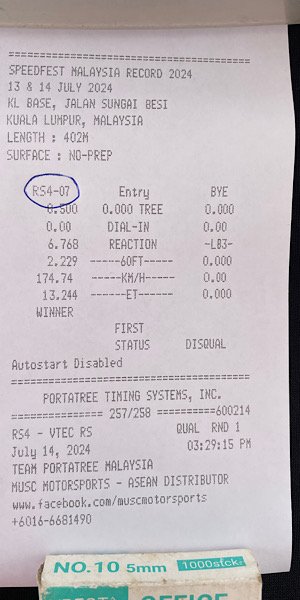 SPEEDFEST MALAYSIA RECORD 2024
13 & 14 JULY 2024
KL BASE, JALAN SUNGAI BESI
KUALA LUMPUR, MALAYSIA
LENGTH : 402M
SURFACE : NO-PREP
RS4-07 Entry BYE
0.500 0.000 TREE 0.000
0.00 DIAL-IN 0.00
6.768 REACTION ~LB3~
2.229 -----60FT----- 0.000
174.74 -----KM/H----- 0.00
13.244 -----ET----- 0.000
WINNER
FIRST
STATUS DISQUAL
Autostart Disabled
PORTATREE TIMING SYSTEMS, INC.
=============== 257/258 ==========600214
RS4 - VTEC RS QUAL RND 1
July 14, 2024 03:29:15 PM
TEAM PORTATREE MALAYSIA
MUSC MOTORSPORTS - ASEAN DISTRIBUTOR
www.facebook.com/muscmotorsports
+6016-6681490
NO.10 5mm 1000stcks
OFFICE